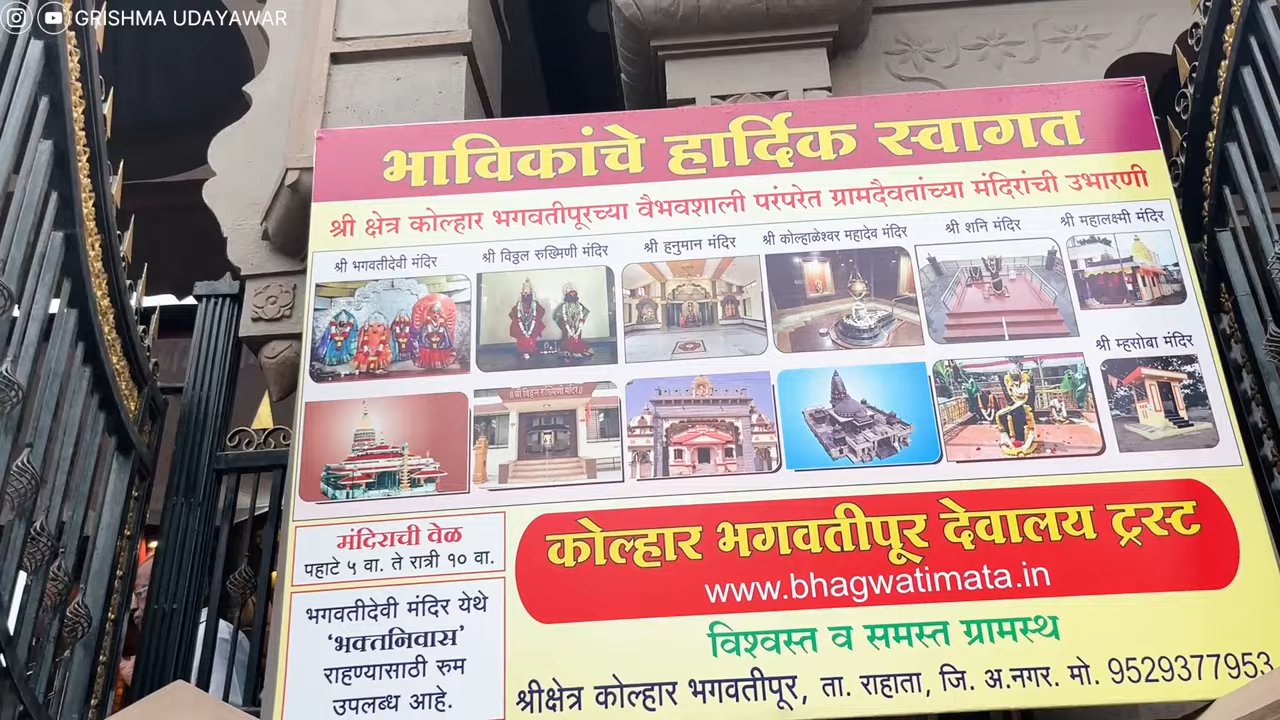 GRISHMA UDAYAWAR
भाविकांचे हार्दिक स्वागत
श्री क्षेत्र कोल्हार भगवतीपूरच्या वैभवशाली परंपरेत ग्रामदैवतांच्या मंदिरांची उभारणी
श्री भगवतीदेवी मंदिर
श्री विठ्ठल रुख्मिणी मंदिर
श्री हनुमान मंदिर
श्री कोल्हाळेश्वर महादेव मंदिर
श्री शनि मंदिर
श्री महालक्ष्मी मंदिर
श्री म्हसोबा मंदिर
॥ श्री विठ्ठल रुख्मिणी मंदिर ॥
मंदिराची वेळ
पहाटे ५ वा. ते रात्री १० वा.
भगवतीदेवी मंदिर येथे
‘भक्तनिवास’
राहण्यासाठी रुम
उपलब्ध आहे.
कोल्हार भगवतीपूर देवालय ट्रस्ट
www.bhagwatimata.in
विश्वस्त व समस्त ग्रामस्थ
श्रीक्षेत्र कोल्हार भगवतीपूर, ता. राहाता, जि. अ.नगर. मो. 9529377953